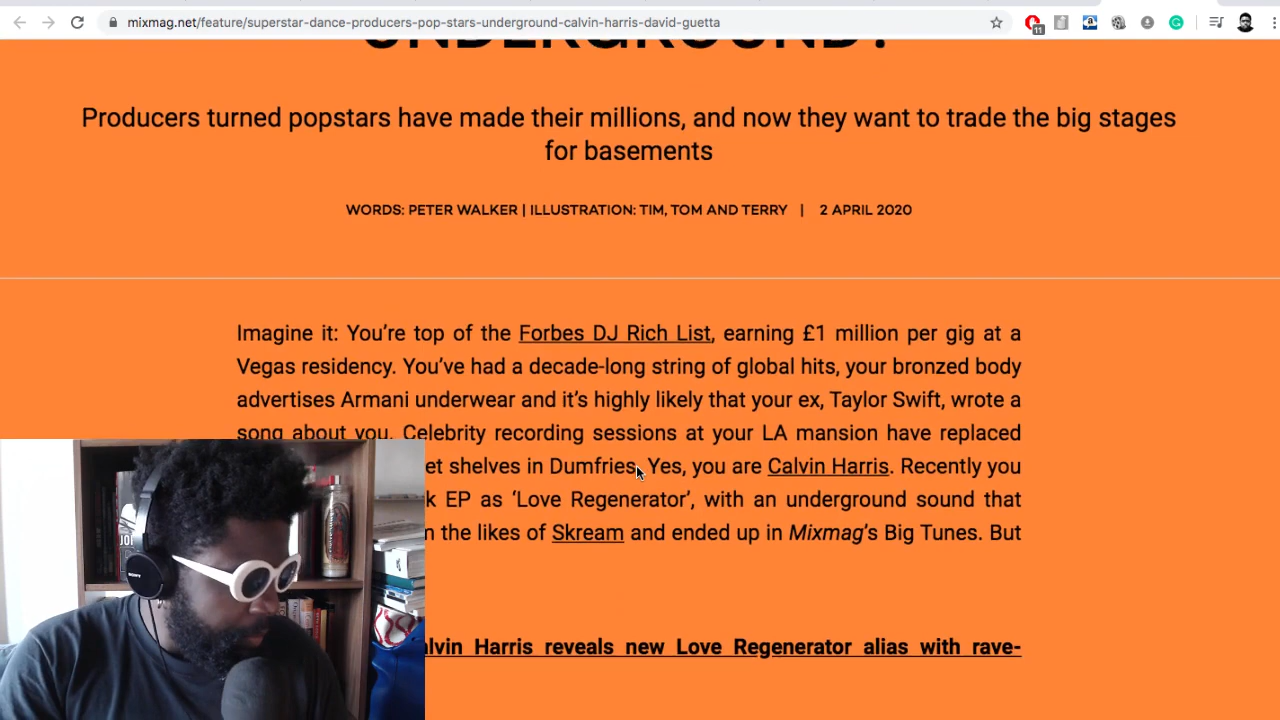 mixmag.net/feature/superstar-dance-producers-pop-stars-underground-calvin-harris-david-guetta
11
UNDERGROUND?
Producers turned popstars have made their millions, and now they want to trade the big stages
for basements
WORDS: PETER WALKER | ILLUSTRATION: TIM, TOM AND TERRY | 2 APRIL 2020
Imagine it: You're top of the Forbes DJ Rich List, earning £1 million per gig at a
Vegas residency. You've had a decade-long string of global hits, your bronzed body
advertises Armani underwear and it's highly likely that your ex, Taylor Swift, wrote a
song about you. Celebrity recording sessions at your LA mansion have replaced
et shelves in Dumfries. Yes, you are Calvin Harris. Recently you
k EP as ‘Love Regenerator’, with an underground sound that
n the likes of Skream and ended up in Mixmag's Big Tunes. But
alvin Harris reveals new Love Regenerator alias with rave-
SONY